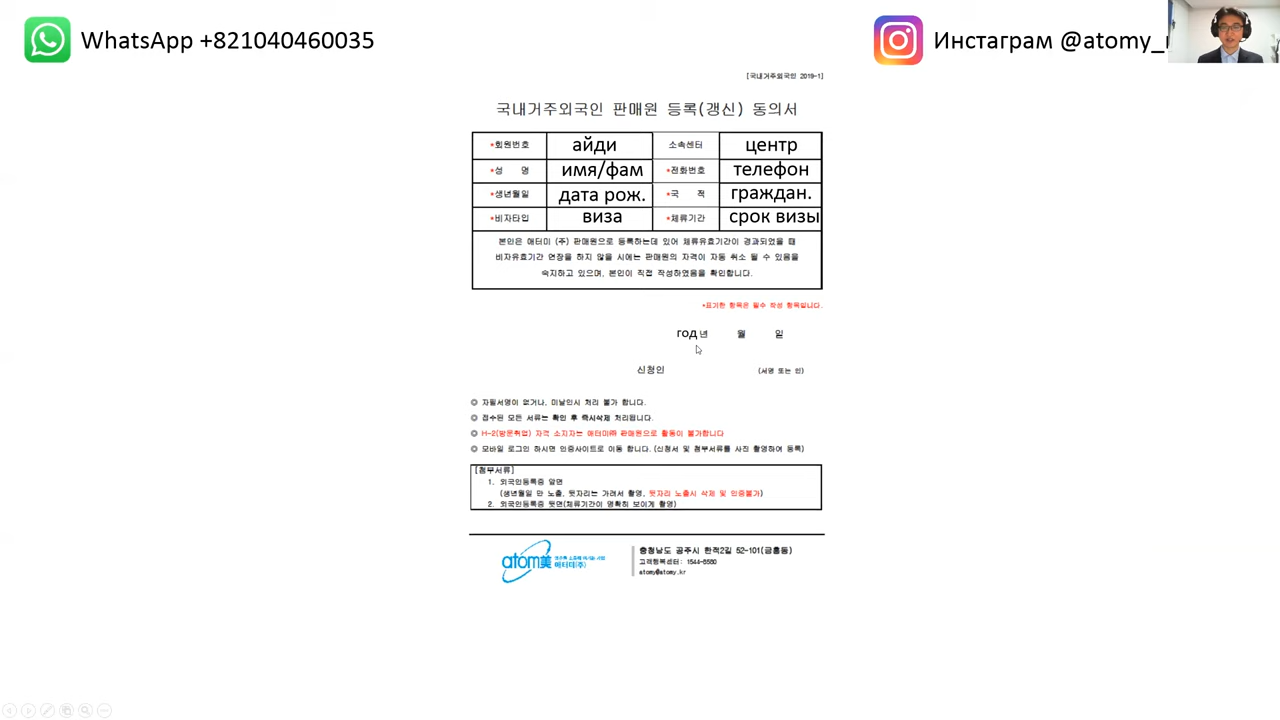 WhatsApp +821040460035
Инстаграм @atomy_
[국내거주외국인 2019-1]
국내거주외국인 판매원 등록(갱신) 동의서
*회원번호 айди 소속센터 центр
*성 명 имя/фам *전화번호 телефон
*생년월일 дата рож. *국 적 граждан.
*비자타입 виза *체류기간 срок визы
본인은 애터미 (주) 판매원으로 등록하는데 있어 체류유효기간이 경과되었을 때
비자유효기간 연장을 하지 않을 시에는 판매원의 자격이 자동 취소 될 수 있음을
숙지하고 있으며, 본인이 직접 작성하였음을 확인합니다.
*표기한 항목은 필수 작성 항목입니다.
год 년 월 일
신청인 (서명 또는 인)
◎ 자필서명이 없거나, 미날인시 처리 불가 합니다.
◎ 접수된 모든 서류는 확인 후 즉시삭제 처리됩니다.
◎ H-2(방문취업) 자격 소지자는 애터미㈜ 판매원으로 활동이 불가합니다
◎ 모바일 로그인 하시면 인증사이트로 이동 합니다. (신청서 및 첨부서류를 사진 촬영하여 등록)
[첨부서류]
1. 외국인등록증 앞면
(생년월일 만 노출, 뒷자리는 가려서 촬영, 뒷자리 노출시 삭제 및 인증불가)
2. 외국인등록증 뒷면(체류기간이 명확히 보이게 촬영)
atom美
애터미(주)
충청남도 공주시 한적2길 52-101(금흥동)
고객행복센터: 1544-8580
atomy@atomy.kr